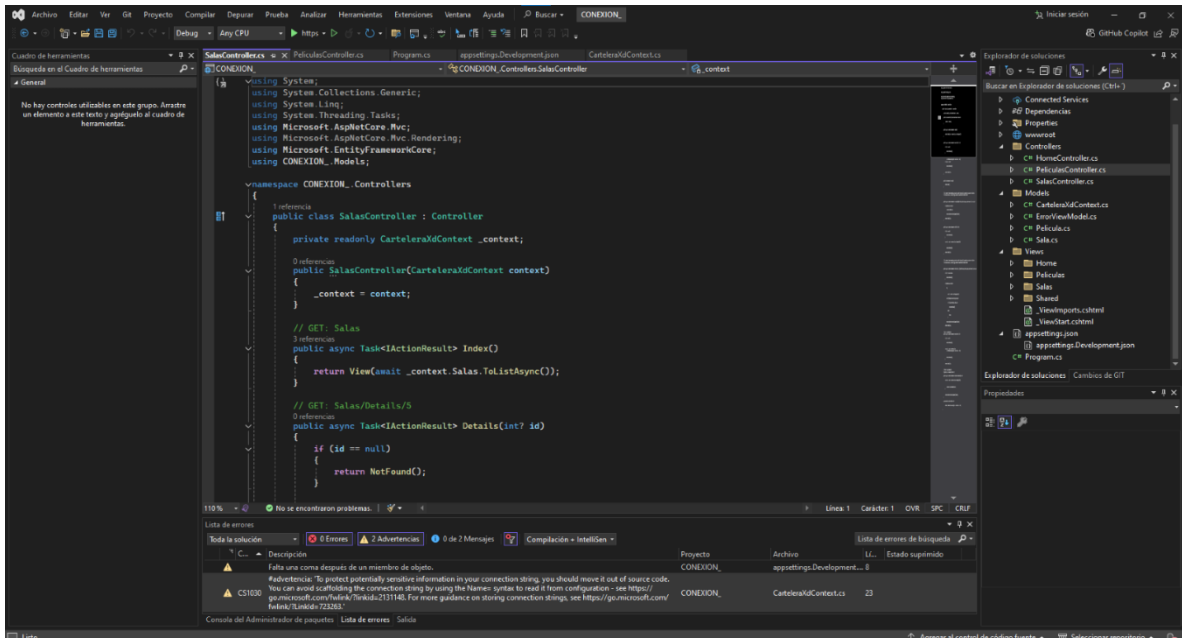 Archivo Editar Ver Git Proyecto Compilar Depurar Prueba Analizar Herramientas Extensiones Ventana Ayuda Buscar CONEXION_ Iniciar sesión
Debug Any CPU https GitHub Copilot
Cuadro de herramientas
Búsqueda en el Cuadro de herramientas
General
No hay controles utilizables en este grupo. Arrastre
un elemento a este texto y agréguelo al cuadro de
herramientas.
SalasController.cs PeliculasController.cs Program.cs appsettings.Development.json CarteleraXdContext.cs
CONEXION_ CONEXION_.Controllers.SalasController _context
using System;
using System.Collections.Generic;
using System.Linq;
using System.Threading.Tasks;
using Microsoft.AspNetCore.Mvc;
using Microsoft.AspNetCore.Mvc.Rendering;
using Microsoft.EntityFrameworkCore;
using CONEXION_.Models;
namespace CONEXION_.Controllers
{
1 referencia
public class SalasController : Controller
{
private readonly CarteleraXdContext _context;
0 referencias
public SalasController(CarteleraXdContext context)
{
_context = context;
}
// GET: Salas
3 referencias
public async Task<IActionResult> Index()
{
return View(await _context.Salas.ToListAsync());
}
// GET: Salas/Details/5
0 referencias
public async Task<IActionResult> Details(int? id)
{
if (id == null)
{
return NotFound();
}
110% No se encontraron problemas. Línea: 1 Carácter: 1 OVR SPC CRLF
Explorador de soluciones
Buscar en Explorador de soluciones (Ctrl+´)
Connected Services
Dependencias
Properties
wwwroot
Controllers
C# HomeController.cs
C# PeliculasController.cs
C# SalasController.cs
Models
C# CarteleraXdContext.cs
C# ErrorViewModel.cs
C# Pelicula.cs
C# Sala.cs
Views
Home
Peliculas
Salas
Shared
_ViewImports.cshtml
_ViewStart.cshtml
appsettings.json
appsettings.Development.json
C# Program.cs
Explorador de soluciones Cambios de GIT
Propiedades
Lista de errores
Toda la solución 0 Errores 2 Advertencias 0 de 2 Mensajes Compilación + IntelliSen Lista de errores de búsqueda
C... Descripción Proyecto Archivo Lí... Estado suprimido
Falta una coma después de un miembro de objeto. CONEXION_ appsettings.Development... 8
#advertencia: 'To protect potentially sensitive information in your connection string, you should move it out of source code.
CS1030 You can avoid scaffolding the connection string by using the Name= syntax to read it from configuration - see https:// CONEXION_ CarteleraXdContext.cs 23
go.microsoft.com/fwlink/?linkid=2131148. For more guidance on storing connection strings, see https://go.microsoft.com/
fwlink/?LinkId=723263.'
Consola del Administrador de paquetes Lista de errores Salida
Listo Agregar al control de código fuente Seleccionar repositorio